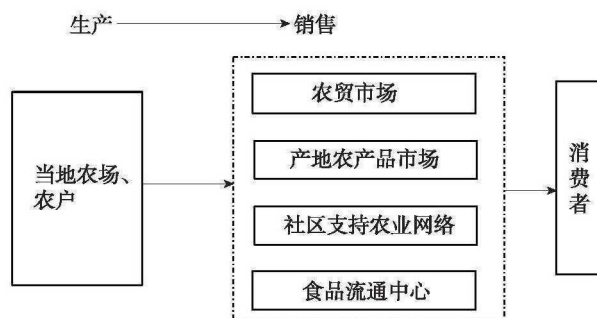 生产
销售
当地农场、
农户
农贸市场
产地农产品市场
社区支持农业网络
食品流通中心
消费者